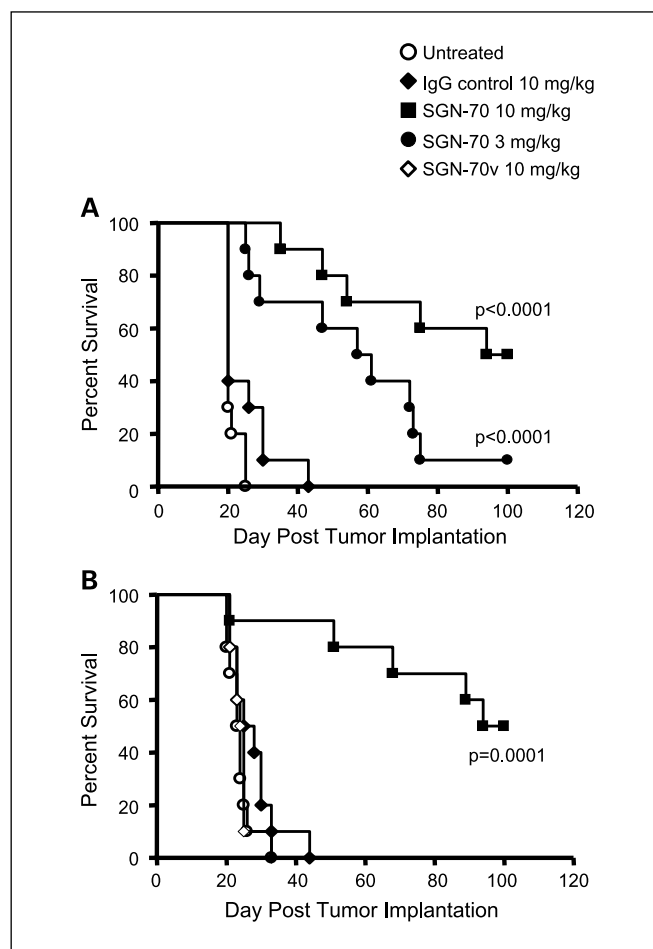 Untreated
IgG control 10 mg/kg
SGN-70 10 mg/kg
SGN-70 3 mg/kg
SGN-70v 10 mg/kg
A
100
80
60
40
20
0
Percent Survival
p<0.0001
p<0.0001
0 20 40 60 80 100 120
Day Post Tumor Implantation
B
100
80
60
40
20
0
Percent Survival
p=0.0001
0 20 40 60 80 100 120
Day Post Tumor Implantation